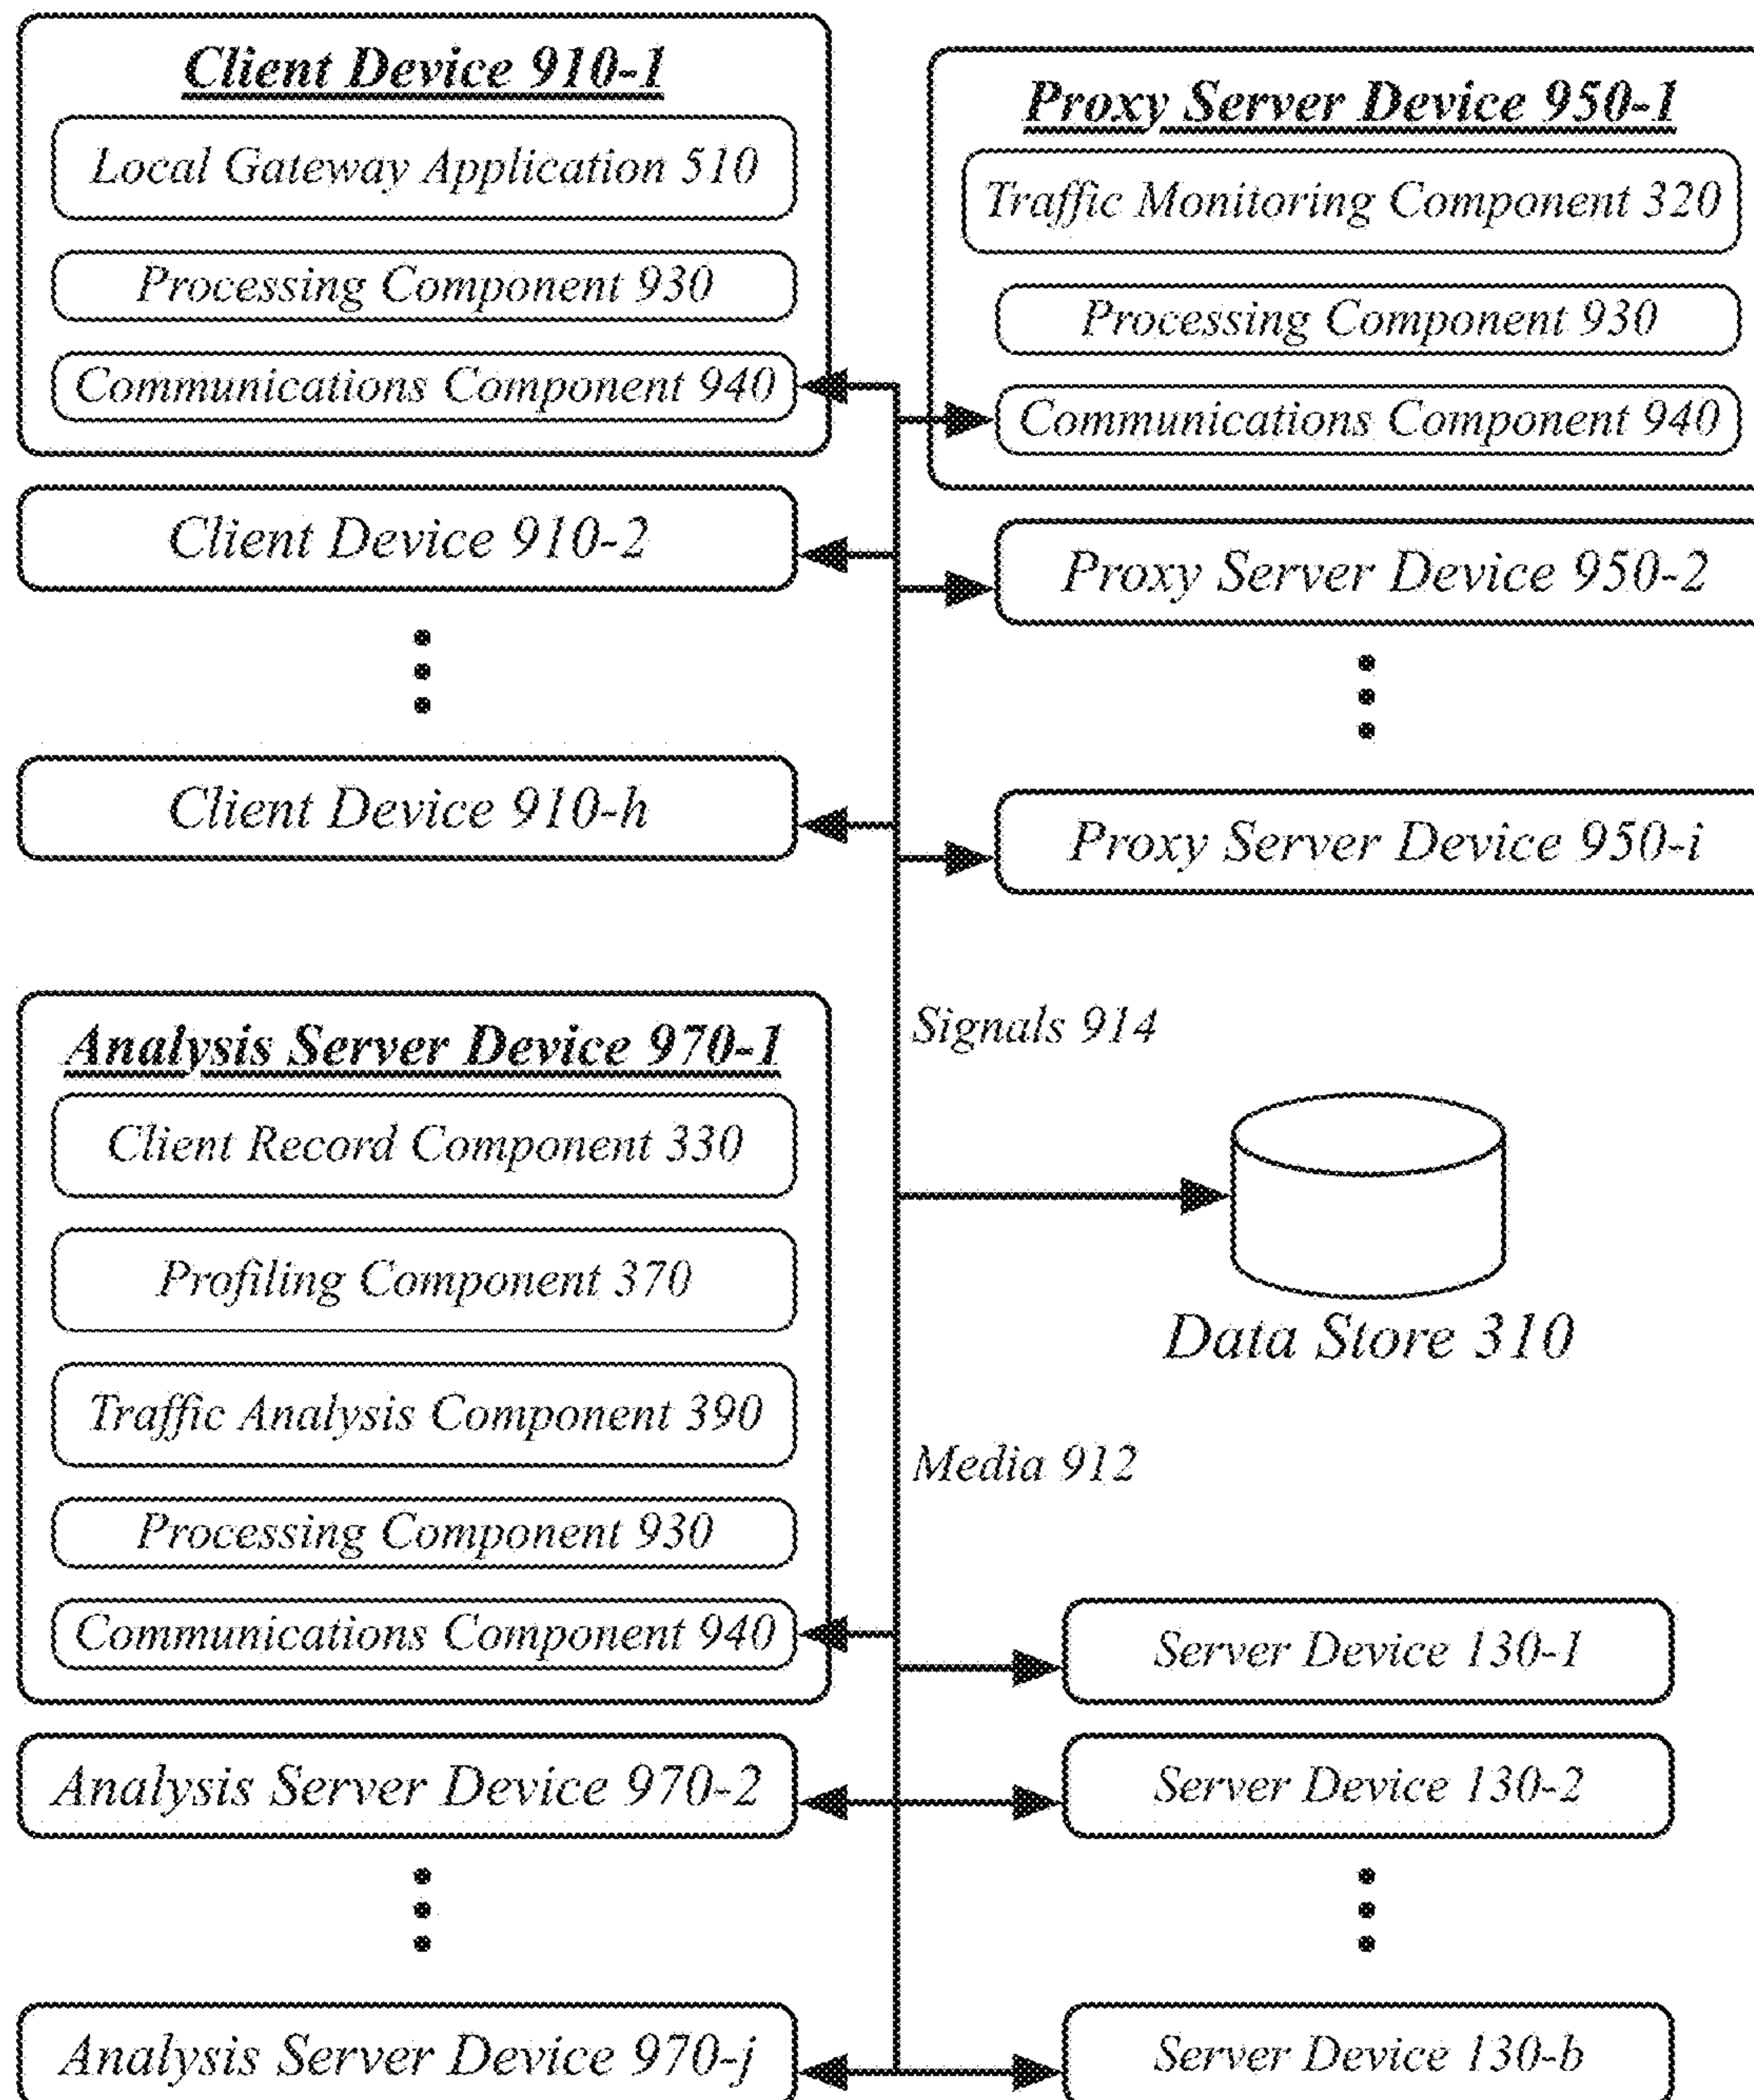 Client Device 910-1
Local Gateway Application 510
Processing Component 930
Communications Component 940
Client Device 910-2
Client Device 910-h
Proxy Server Device 950-1
Traffic Monitoring Component 320
Processing Component 930
Communications Component 940
Proxy Server Device 950-2
Proxy Server Device 950-i
Signals 914
Data Store 310
Media 912
Analysis Server Device 970-1
Client Record Component 330
Profiling Component 370
Traffic Analysis Component 390
Processing Component 930
Communications Component 940
Analysis Server Device 970-2
Analysis Server Device 970-j
Server Device 130-1
Server Device 130-2
Server Device 130-b